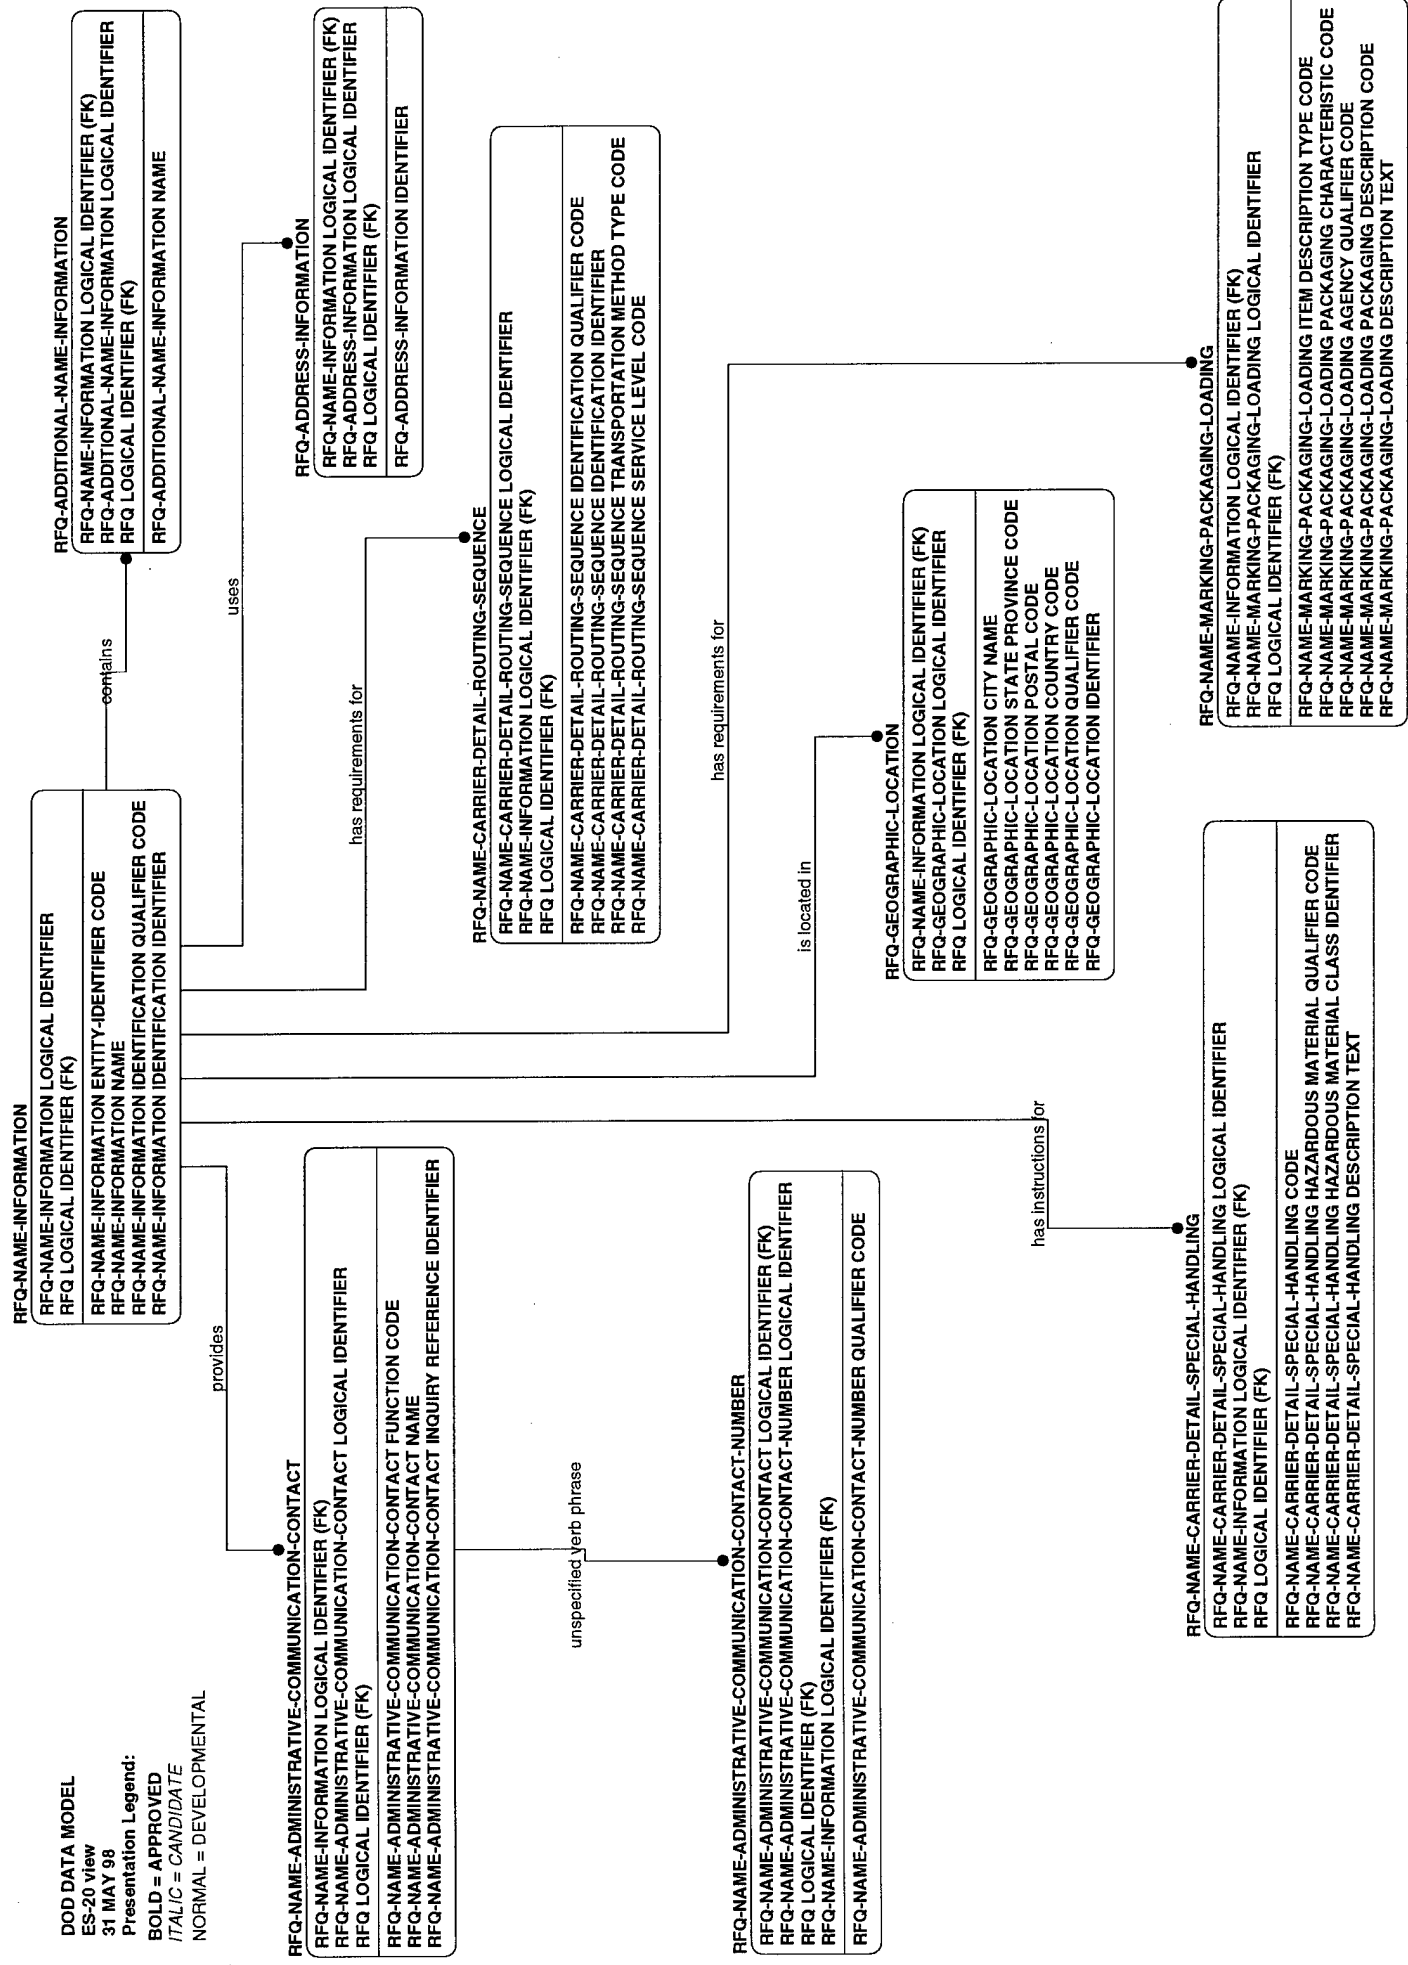 DOD DATA MODEL
ES-20 view
31 MAY 98
Presentation Legend:
BOLD = APPROVED
ITALIC = CANDIDATE
NORMAL = DEVELOPMENTAL
RFQ-NAME-INFORMATION
RFQ-NAME-INFORMATION LOGICAL IDENTIFIER
RFQ LOGICAL IDENTIFIER (FK)
RFQ-NAME-INFORMATION ENTITY-IDENTIFIER CODE
RFQ-NAME-INFORMATION NAME
RFQ-NAME-INFORMATION IDENTIFICATION QUALIFIER CODE
RFQ-NAME-INFORMATION IDENTIFICATION IDENTIFIER
contains
RFQ-ADDITIONAL-NAME-INFORMATION
RFQ-NAME-INFORMATION LOGICAL IDENTIFIER (FK)
RFQ-ADDITIONAL-NAME-INFORMATION LOGICAL IDENTIFIER
RFQ LOGICAL IDENTIFIER (FK)
RFQ-ADDITIONAL-NAME-INFORMATION NAME
uses
RFQ-ADDRESS-INFORMATION
RFQ-NAME-INFORMATION LOGICAL IDENTIFIER (FK)
RFQ-ADDRESS-INFORMATION LOGICAL IDENTIFIER
RFQ LOGICAL IDENTIFIER (FK)
RFQ-ADDRESS-INFORMATION IDENTIFIER
provides
RFQ-NAME-ADMINISTRATIVE-COMMUNICATION-CONTACT
RFQ-NAME-INFORMATION LOGICAL IDENTIFIER (FK)
RFQ-NAME-ADMINISTRATIVE-COMMUNICATION-CONTACT LOGICAL IDENTIFIER
RFQ LOGICAL IDENTIFIER (FK)
RFQ-NAME-ADMINISTRATIVE-COMMUNICATION-CONTACT FUNCTION CODE
RFQ-NAME-ADMINISTRATIVE-COMMUNICATION-CONTACT NAME
RFQ-NAME-ADMINISTRATIVE-COMMUNICATION-CONTACT INQUIRY REFERENCE IDENTIFIER
has requirements for
RFQ-NAME-CARRIER-DETAIL-ROUTING-SEQUENCE
RFQ-NAME-CARRIER-DETAIL-ROUTING-SEQUENCE LOGICAL IDENTIFIER
RFQ-NAME-INFORMATION LOGICAL IDENTIFIER (FK)
RFQ LOGICAL IDENTIFIER (FK)
RFQ-NAME-CARRIER-DETAIL-ROUTING-SEQUENCE IDENTIFICATION QUALIFIER CODE
RFQ-NAME-CARRIER-DETAIL-ROUTING-SEQUENCE IDENTIFICATION IDENTIFIER
RFQ-NAME-CARRIER-DETAIL-ROUTING-SEQUENCE TRANSPORTATION METHOD TYPE CODE
RFQ-NAME-CARRIER-DETAIL-ROUTING-SEQUENCE SERVICE LEVEL CODE
unspecified verb phrase
RFQ-NAME-ADMINISTRATIVE-COMMUNICATION-CONTACT-NUMBER
RFQ-NAME-ADMINISTRATIVE-COMMUNICATION-CONTACT LOGICAL IDENTIFIER (FK)
RFQ-NAME-ADMINISTRATIVE-COMMUNICATION-CONTACT-NUMBER LOGICAL IDENTIFIER
RFQ LOGICAL IDENTIFIER (FK)
RFQ-NAME-INFORMATION LOGICAL IDENTIFIER (FK)
RFQ-NAME-ADMINISTRATIVE-COMMUNICATION-CONTACT-NUMBER QUALIFIER CODE
has requirements for
is located in
RFQ-GEOGRAPHIC-LOCATION
RFQ-NAME-INFORMATION LOGICAL IDENTIFIER (FK)
RFQ-GEOGRAPHIC-LOCATION LOGICAL IDENTIFIER
RFQ LOGICAL IDENTIFIER (FK)
RFQ-GEOGRAPHIC-LOCATION CITY NAME
RFQ-GEOGRAPHIC-LOCATION STATE PROVINCE CODE
RFQ-GEOGRAPHIC-LOCATION POSTAL CODE
RFQ-GEOGRAPHIC-LOCATION COUNTRY CODE
RFQ-GEOGRAPHIC-LOCATION QUALIFIER CODE
RFQ-GEOGRAPHIC-LOCATION IDENTIFIER
has instructions for
RFQ-NAME-CARRIER-DETAIL-SPECIAL-HANDLING
RFQ-NAME-CARRIER-DETAIL-SPECIAL-HANDLING LOGICAL IDENTIFIER
RFQ-NAME-INFORMATION LOGICAL IDENTIFIER (FK)
RFQ LOGICAL IDENTIFIER (FK)
RFQ-NAME-CARRIER-DETAIL-SPECIAL-HANDLING CODE
RFQ-NAME-CARRIER-DETAIL-SPECIAL-HANDLING HAZARDOUS MATERIAL QUALIFIER CODE
RFQ-NAME-CARRIER-DETAIL-SPECIAL-HANDLING HAZARDOUS MATERIAL CLASS IDENTIFIER
RFQ-NAME-CARRIER-DETAIL-SPECIAL-HANDLING DESCRIPTION TEXT
RFQ-NAME-MARKING-PACKAGING-LOADING
RFQ-NAME-INFORMATION LOGICAL IDENTIFIER (FK)
RFQ-NAME-MARKING-PACKAGING-LOADING LOGICAL IDENTIFIER
RFQ LOGICAL IDENTIFIER (FK)
RFQ-NAME-MARKING-PACKAGING-LOADING ITEM DESCRIPTION TYPE CODE
RFQ-NAME-MARKING-PACKAGING-LOADING PACKAGING CHARACTERISTIC CODE
RFQ-NAME-MARKING-PACKAGING-LOADING AGENCY QUALIFIER CODE
RFQ-NAME-MARKING-PACKAGING-LOADING PACKAGING DESCRIPTION CODE
RFQ-NAME-MARKING-PACKAGING-LOADING DESCRIPTION TEXT